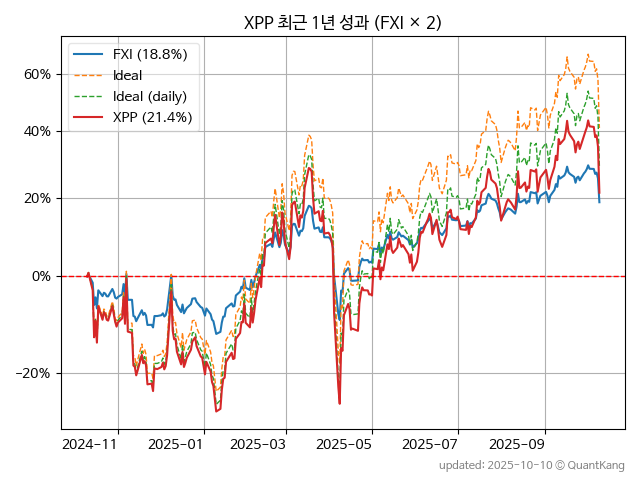 XPP 최근 1년 성과 (FXI × 2)
FXI (18.8%)
Ideal
Ideal (daily)
XPP (21.4%)
60%
40%
20%
0%
−20%
2024−11
2025−01
2025−03
2025−05
2025−07
2025−09
updated: 2025-10-10 © QuantKang